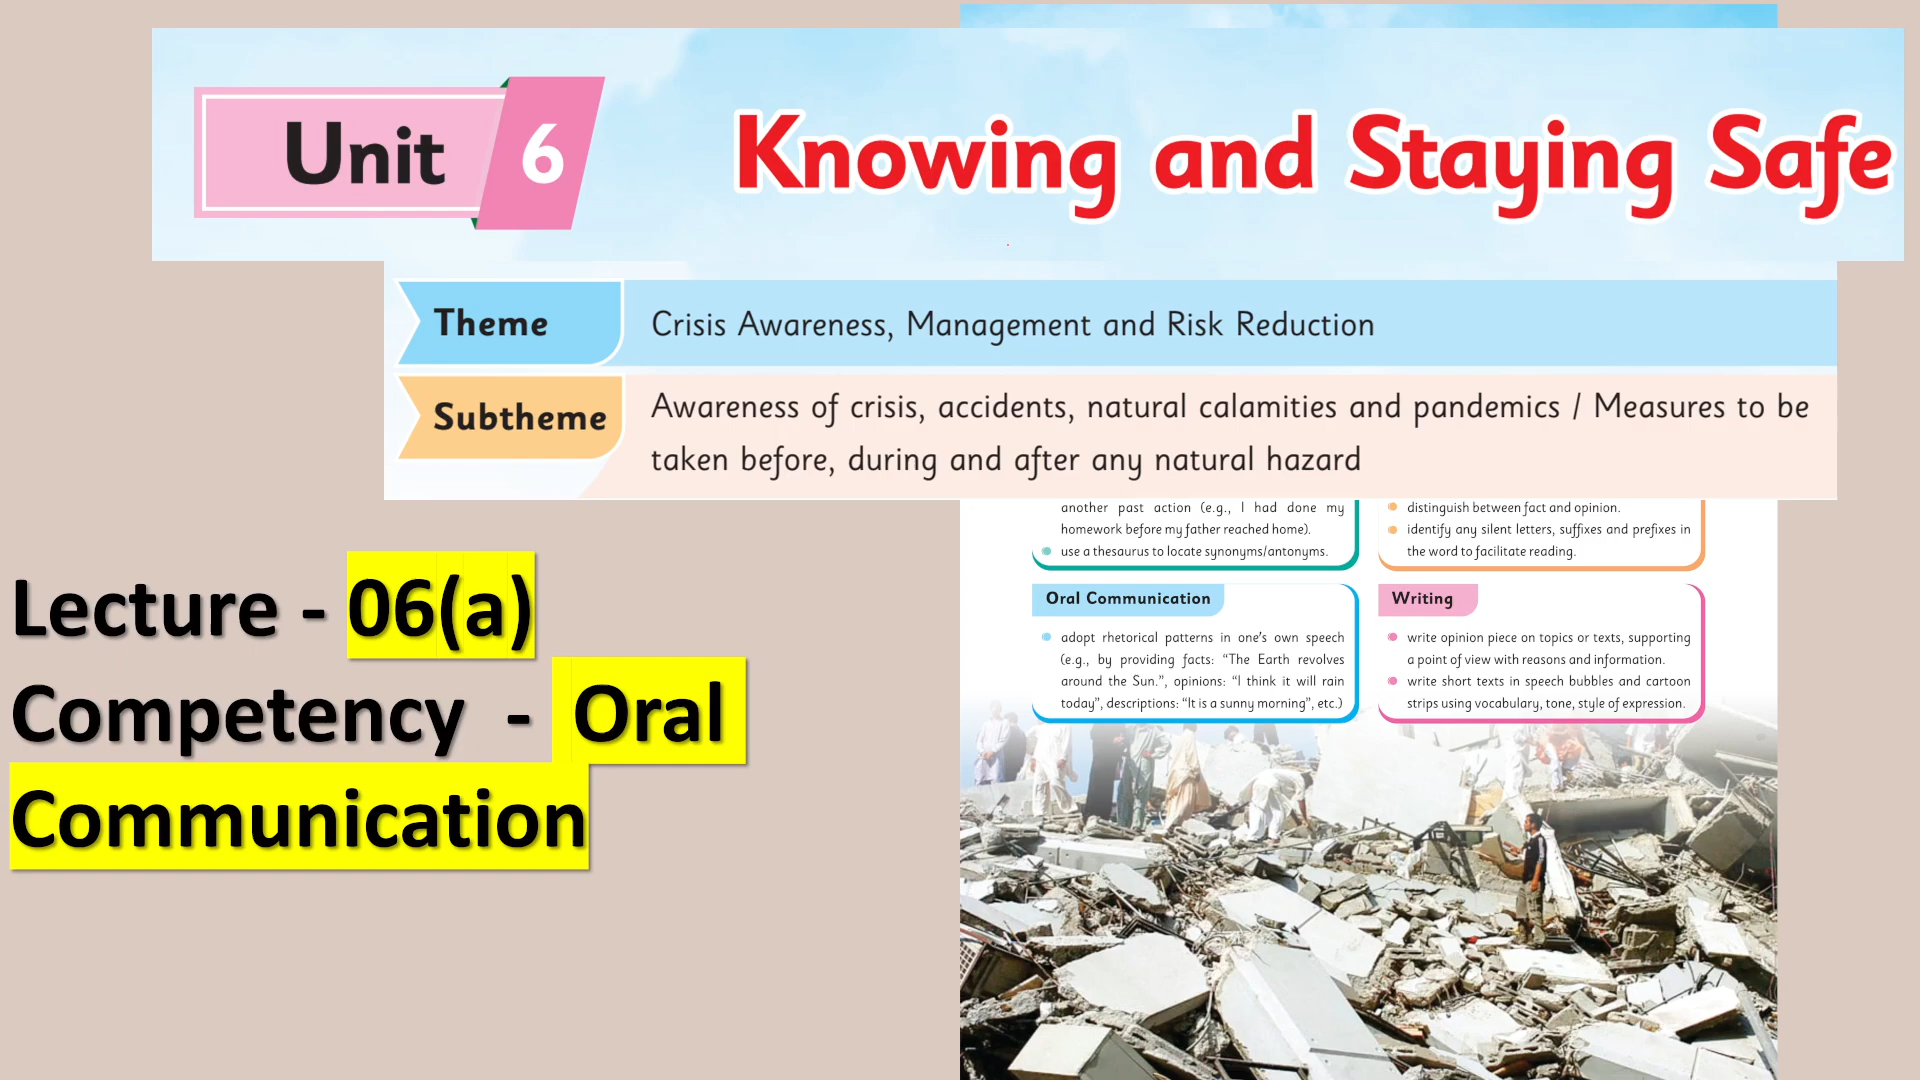 Unit 6
Knowing and Staying Safe
Theme
Crisis Awareness, Management and Risk Reduction
Subtheme
Awareness of crisis, accidents, natural calamities and pandemics / Measures to be
taken before, during and after any natural hazard
another past action (e.g., I had done my
homework before my father reached home).
use a thesaurus to locate synonyms/antonyms.
distinguish between fact and opinion.
identify any silent letters, suffixes and prefixes in
the word to facilitate reading.
Lecture - 06(a)
Competency - Oral
Communication
Oral Communication
adopt rhetorical patterns in one's own speech
(e.g., by providing facts: “The Earth revolves
around the Sun.”, opinions: “I think it will rain
today”, descriptions: “It is a sunny morning”, etc.)
Writing
write opinion piece on topics or texts, supporting
a point of view with reasons and information.
write short texts in speech bubbles and cartoon
strips using vocabulary, tone, style of expression.